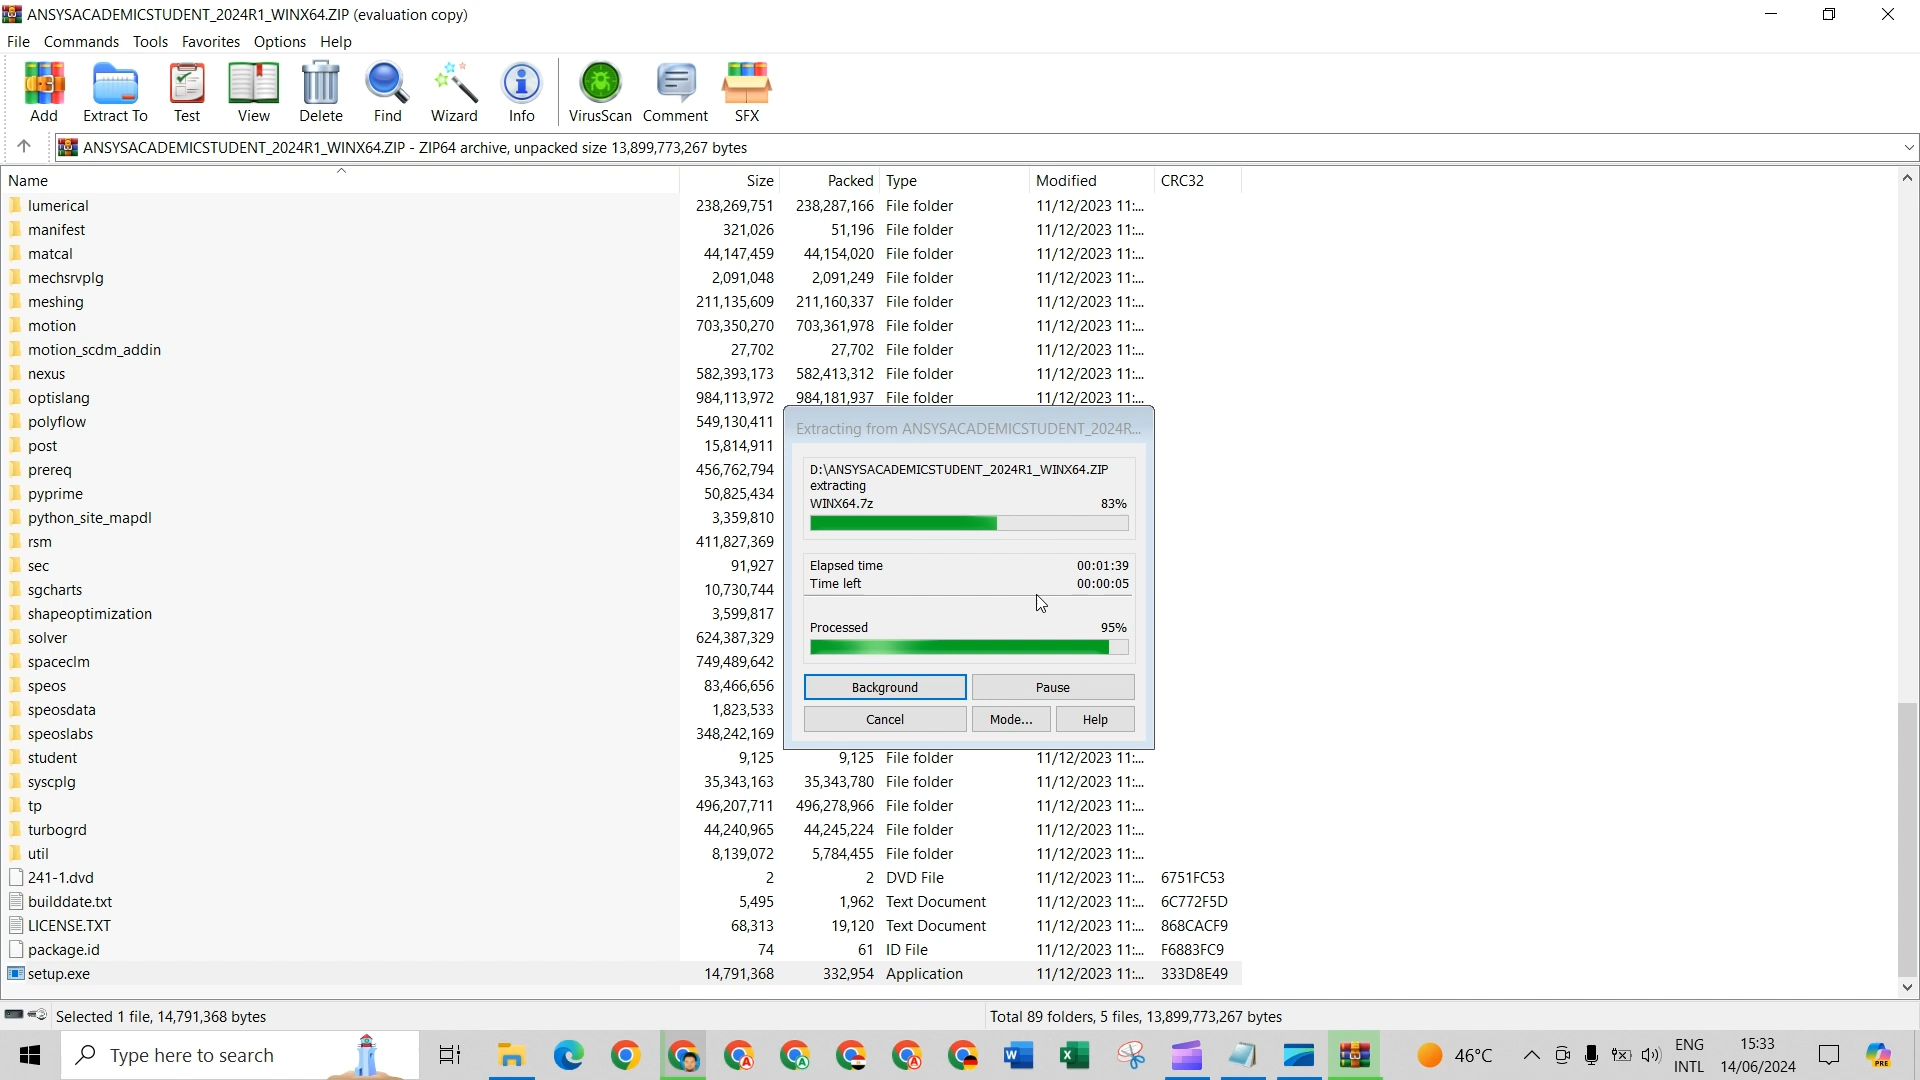 ANSYSACADEMICSTUDENT_2024R1_WINX64.ZIP (evaluation copy)
File Commands Tools Favorites Options Help
Add Extract To Test View Delete Find Wizard Info VirusScan Comment SFX
ANSYSACADEMICSTUDENT_2024R1_WINX64.ZIP - ZIP64 archive, unpacked size 13,899,773,267 bytes
Name Size Packed Type Modified CRC32
lumerical 238,269,751 238,287,166 File folder 11/12/2023 11:...
manifest 321,026 51,196 File folder 11/12/2023 11:...
matcal 44,147,459 44,154,020 File folder 11/12/2023 11:...
mechsrvplg 2,091,048 2,091,249 File folder 11/12/2023 11:...
meshing 211,135,609 211,160,337 File folder 11/12/2023 11:...
motion 703,350,270 703,361,978 File folder 11/12/2023 11:...
motion_scdm_addin 27,702 27,702 File folder 11/12/2023 11:...
nexus 582,393,173 582,413,312 File folder 11/12/2023 11:...
optislang 984,113,972 984,181,937 File folder 11/12/2023 11:...
polyflow 549,130,411
post 15,814,911
prereq 456,762,794
pyprime 50,825,434
python_site_mapdl 3,359,810
rsm 411,827,369
sec 91,927
sgcharts 10,730,744
shapeoptimization 3,599,817
solver 624,387,329
spaceclm 749,489,642
speos 83,466,656
speosdata 1,823,533
speoslabs 348,242,169
student 9,125 9,125 File folder 11/12/2023 11:...
syscplg 35,343,163 35,343,780 File folder 11/12/2023 11:...
tp 496,207,711 496,278,966 File folder 11/12/2023 11:...
turbogrd 44,240,965 44,245,224 File folder 11/12/2023 11:...
util 8,139,072 5,784,455 File folder 11/12/2023 11:...
241-1.dvd 2 2 DVD File 11/12/2023 11:... 6751FC53
builddate.txt 5,495 1,962 Text Document 11/12/2023 11:... 6C772F5D
LICENSE.TXT 68,313 19,120 Text Document 11/12/2023 11:... 868CACF9
package.id 74 61 ID File 11/12/2023 11:... F6883FC9
setup.exe 14,791,368 332,954 Application 11/12/2023 11:... 333D8E49
Extracting from ANSYSACADEMICSTUDENT_2024R...
D:\ANSYSACADEMICSTUDENT_2024R1_WINX64.ZIP
extracting
WINX64.7z 83%
Elapsed time 00:01:39
Time left 00:00:05
Processed 95%
Background Pause
Cancel Mode... Help
Selected 1 file, 14,791,368 bytes Total 89 folders, 5 files, 13,899,773,267 bytes
Type here to search 46°C ENG INTL 15:33 14/06/2024 PRE